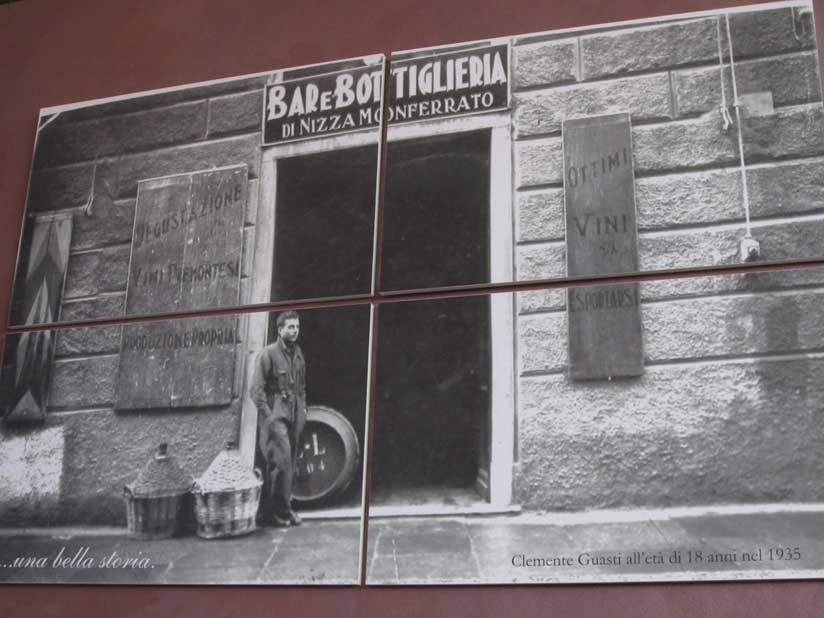 BAR E BOTTIGLIERIA
DI NIZZA MONFERRATO
DEGUSTAZIONE
VINI PIEMONTESI
PRODUZIONE PROPRIA
OTTIMI
VINI
DA
ESPORTARSI
...una bella storia.
Clemente Guasti all'età di 18 anni nel 1935